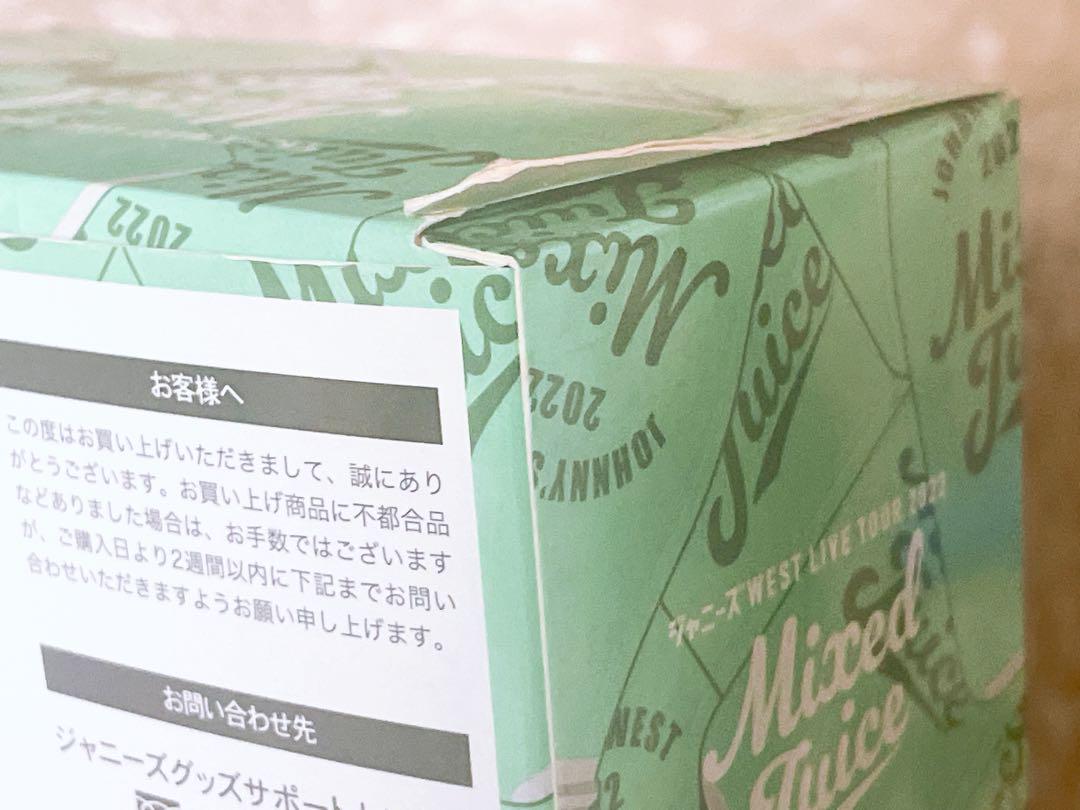 2022
Mixed
Juice
お客様へ
この度はお買い上げいただきまして、誠にあり
がとうございます。お買い上げ商品に不都合品
などありました場合は、お手数ではございます
が、ご購入日より2週間以内に下記までお問い
合わせいただきますようお願い申し上げます。
お問い合わせ先
ジャニーズグッズサポート
Mixed
2022
JOHNNY'S
Juice
ジャニーズWEST LIVE TOUR 2022
Mixed
Juice
WEST